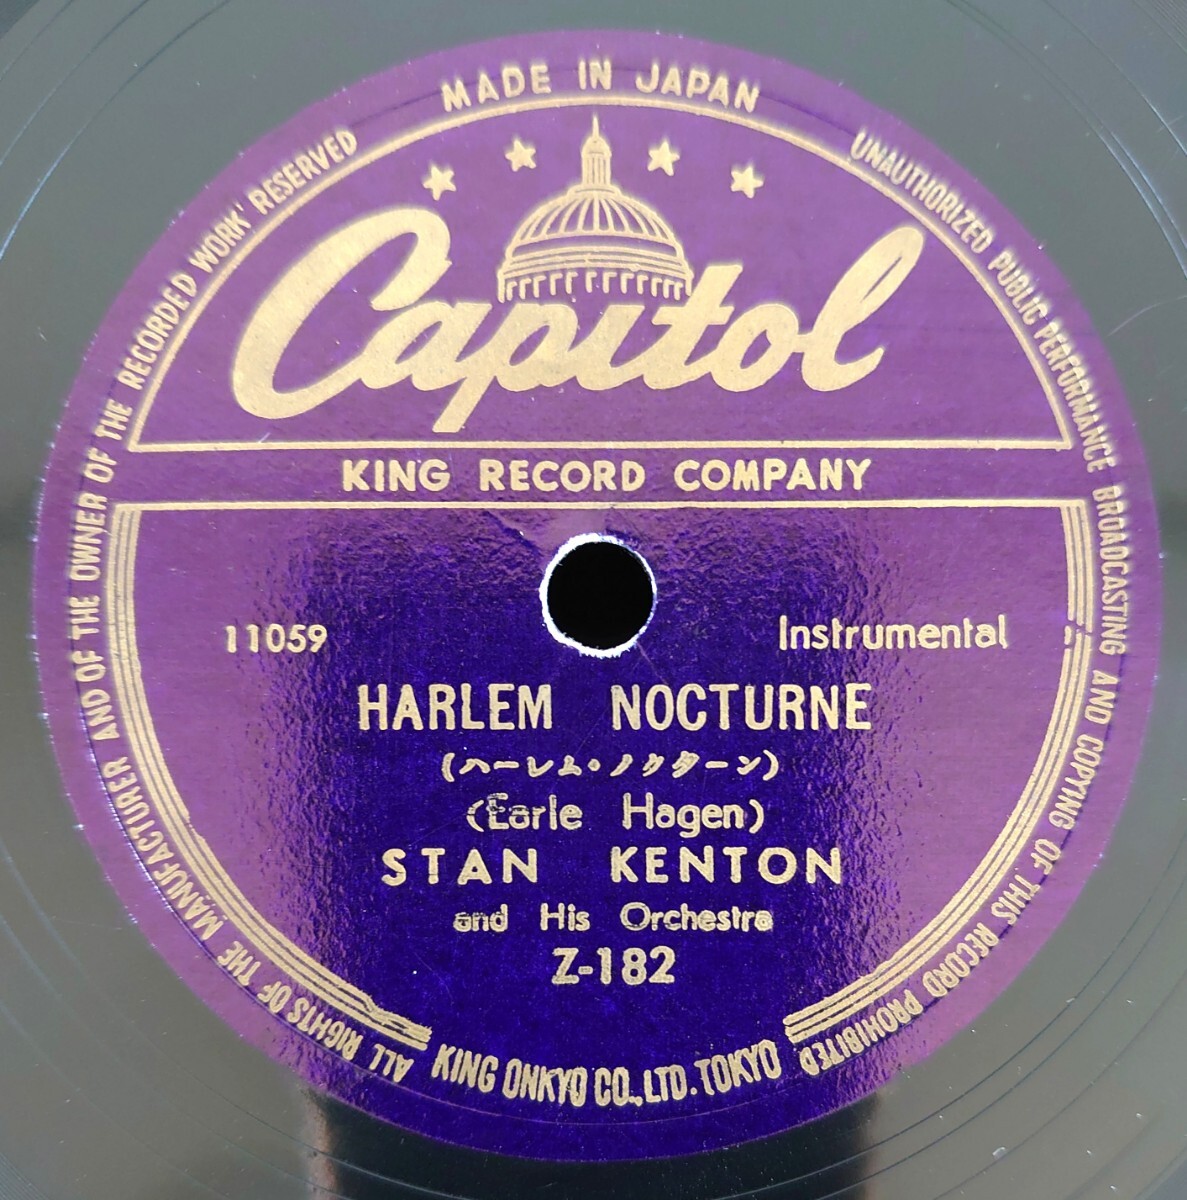 MADE IN JAPAN
Capitol
KING RECORD COMPANY
11059
Instrumental
HARLEM NOCTURNE
(ハーレム・ノクターン)
(Earle Hagen)
STAN KENTON
and His Orchestra
Z-182
KING ONKYO CO., LTD. TOKYO
ALL RIGHTS OF THE MANUFACTURER AND OF THE OWNER OF THE RECORDED WORK RESERVED
UNAUTHORIZED PUBLIC PERFORMANCE BROADCASTING AND COPYING OF THIS RECORD PROHIBITED